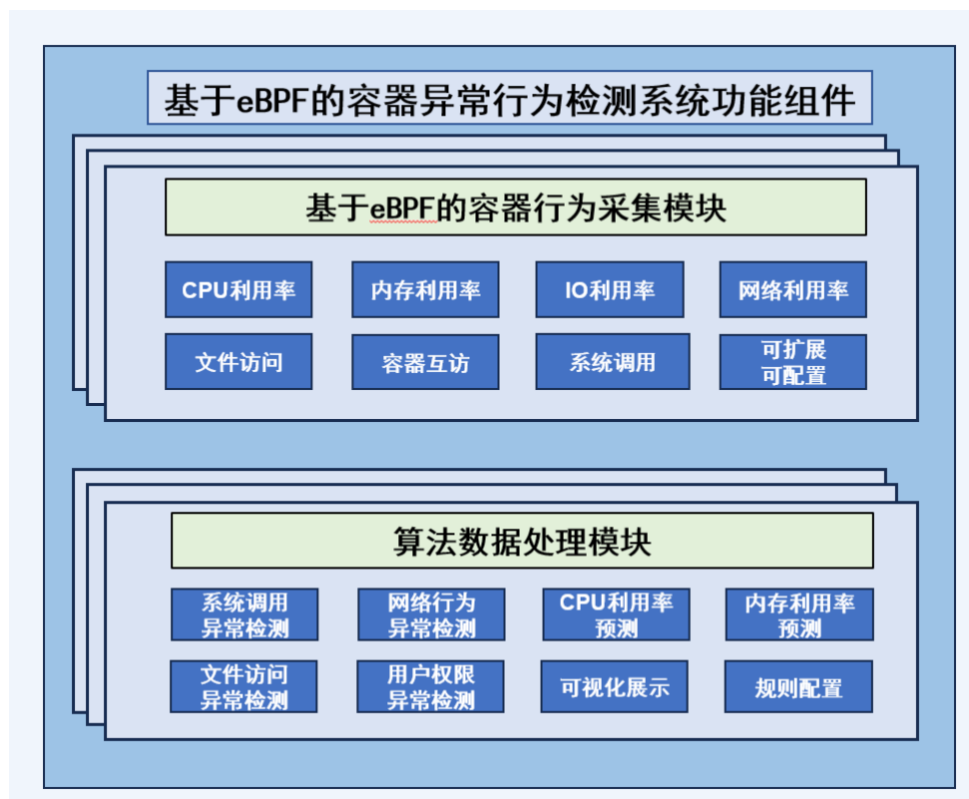 基于eBPF的容器异常行为检测系统功能组件
基于eBPF的容器行为采集模块
CPU利用率
内存利用率
IO利用率
网络利用率
文件访问
容器互访
系统调用
可扩展
可配置
算法数据处理模块
系统调用
异常检测
网络行为
异常检测
CPU利用率
预测
内存利用率
预测
文件访问
异常检测
用户权限
异常检测
可视化展示
规则配置